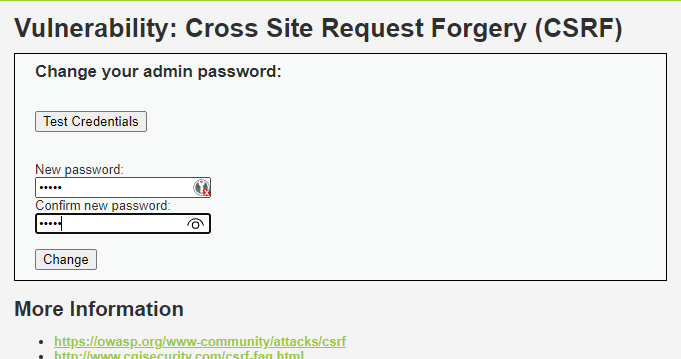 Vulnerability: Cross Site Request Forgery (CSRF)
Change your admin password:
Test Credentials
New password:
•••••
Confirm new password:
•••••
Change
More Information
• https://owasp.org/www-community/attacks/csrf
• http://www.cgisecurity.com/csrf-faq.html